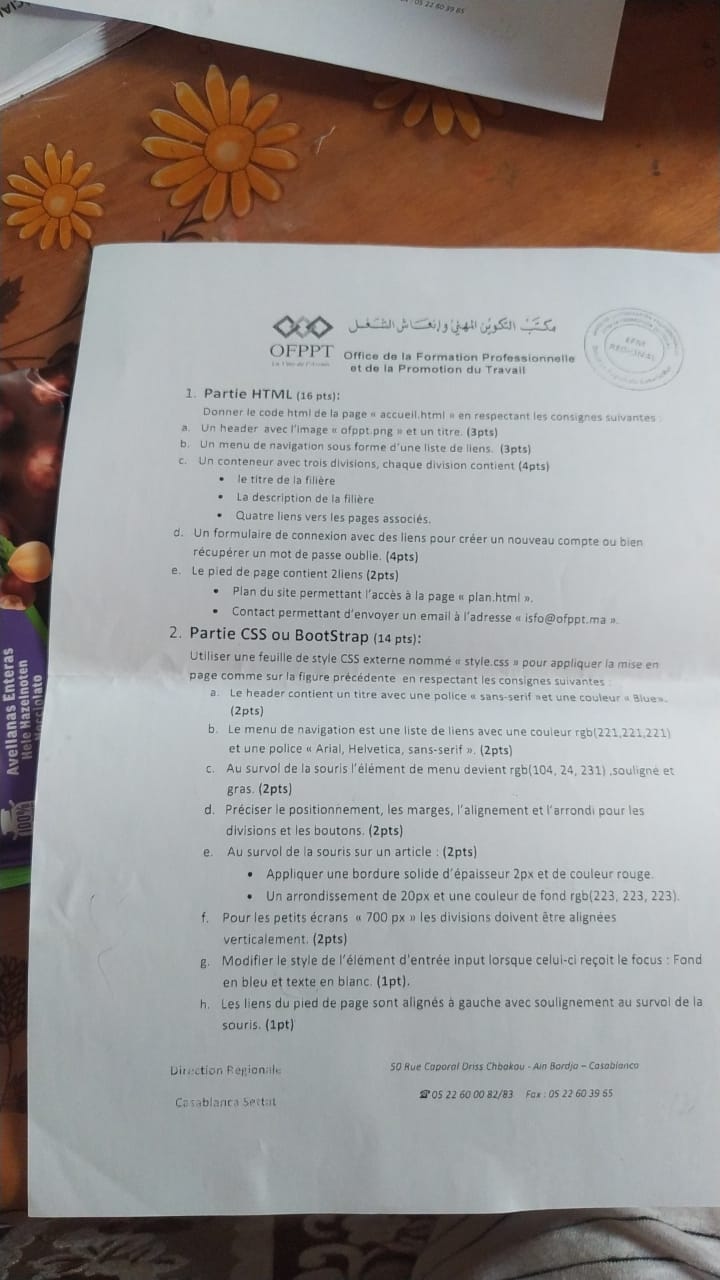 05 22 60 39 65
مكتب التكوين المهني وإنعاش الشغل
OFPPT
Office de la Formation Professionnelle
et de la Promotion du Travail
EFM
REGIONAL
1. Partie HTML (16 pts):
Donner le code html de la page « accueil.html » en respectant les consignes suivantes :
a. Un header avec l'image « ofppt.png » et un titre. (3pts)
b. Un menu de navigation sous forme d'une liste de liens. (3pts)
c. Un conteneur avec trois divisions, chaque division contient (4pts)
• le titre de la filière
• La description de la filière
• Quatre liens vers les pages associés.
d. Un formulaire de connexion avec des liens pour créer un nouveau compte ou bien
récupérer un mot de passe oublie. (4pts)
e. Le pied de page contient 2liens (2pts)
• Plan du site permettant l'accès à la page « plan.html ».
• Contact permettant d'envoyer un email à l'adresse « isfo@ofppt.ma ».
2. Partie CSS ou BootStrap (14 pts):
Utiliser une feuille de style CSS externe nommé « style.css » pour appliquer la mise en
page comme sur la figure précédente en respectant les consignes suivantes :
a. Le header contient un titre avec une police « sans-serif »et une couleur « Blue».
(2pts)
b. Le menu de navigation est une liste de liens avec une couleur rgb(221,221,221)
et une police « Arial, Helvetica, sans-serif ». (2pts)
c. Au survol de la souris l'élément de menu devient rgb(104, 24, 231) ,souligné et
gras. (2pts)
d. Préciser le positionnement, les marges, l'alignement et l'arrondi pour les
divisions et les boutons. (2pts)
e. Au survol de la souris sur un article : (2pts)
• Appliquer une bordure solide d'épaisseur 2px et de couleur rouge.
• Un arrondissement de 20px et une couleur de fond rgb(223, 223, 223).
f. Pour les petits écrans « 700 px » les divisions doivent être alignées
verticalement. (2pts)
g. Modifier le style de l'élément d'entrée input lorsque celui-ci reçoit le focus : Fond
en bleu et texte en blanc. (1pt).
h. Les liens du pied de page sont alignés à gauche avec soulignement au survol de la
souris. (1pt)
Direction Regionale
Casablanca Settat
50 Rue Caporal Driss Chbakou - Ain Bordja – Casablanca
☎05 22 60 00 82/83 Fax : 05 22 60 39 65
Avellanas Enteras
Hele Hazelnoten
Nocciolato
100%